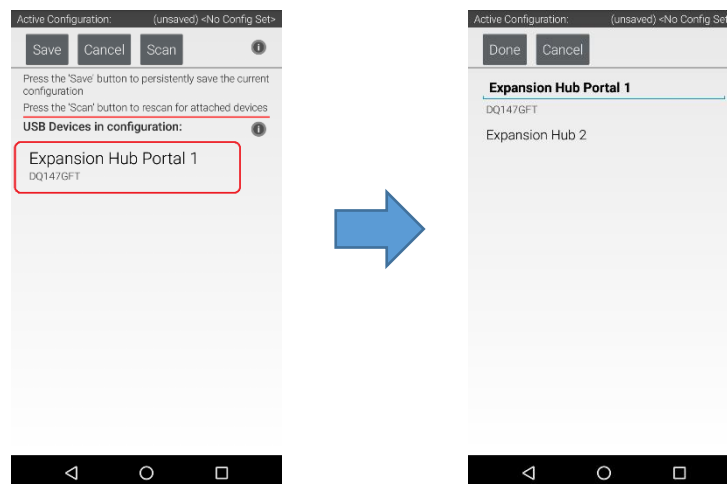 Active Configuration: (unsaved) <No Config Set>
Save Cancel Scan
Press the 'Save' button to persistently save the current
configuration
Press the 'Scan' button to rescan for attached devices
USB Devices in configuration:
Expansion Hub Portal 1
DQ147GFT
Active Configuration: (unsaved) <No Config Set
Done Cancel
Expansion Hub Portal 1
DQ147GFT
Expansion Hub 2